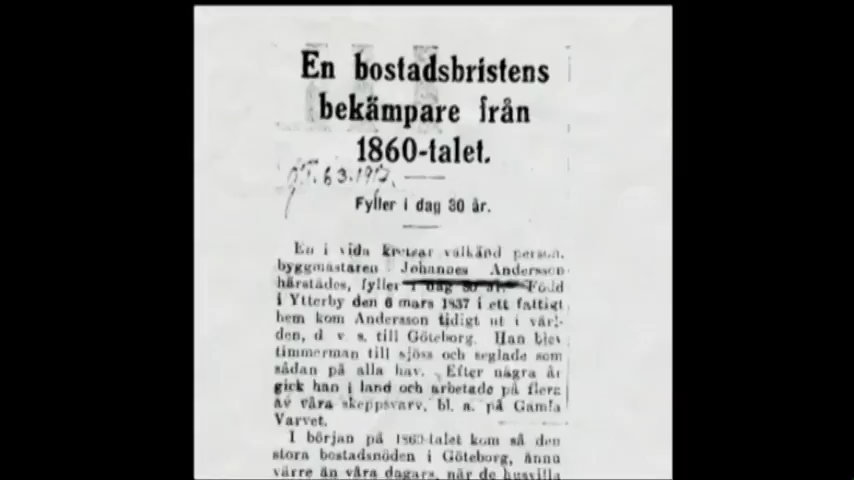 En bostadsbristens
bekämpare från
1860-talet.
G.T. 6 3.1917.
Fyller i dag 80 år.
En i vida kretsar välkänd person,
byggmästaren Johannes Andersson
härstädes, fyller i dag 80 år. Född
i Ytterby den 6 mars 1837 i ett fattigt
hem kom Andersson tidigt ut i värl-
den, d v s. till Göteborg. Han blev
timmerman till sjöss och seglade som
sådan på alla hav. Efter några år
gick han i land och arbetade på flera
av våra skeppsvarv, bl. a. på Gamla
Varvet.
I början på 1860-talet kom så den
stora bostadsnöden i Göteborg, ännu
värre än våra dagars, när de husvilla